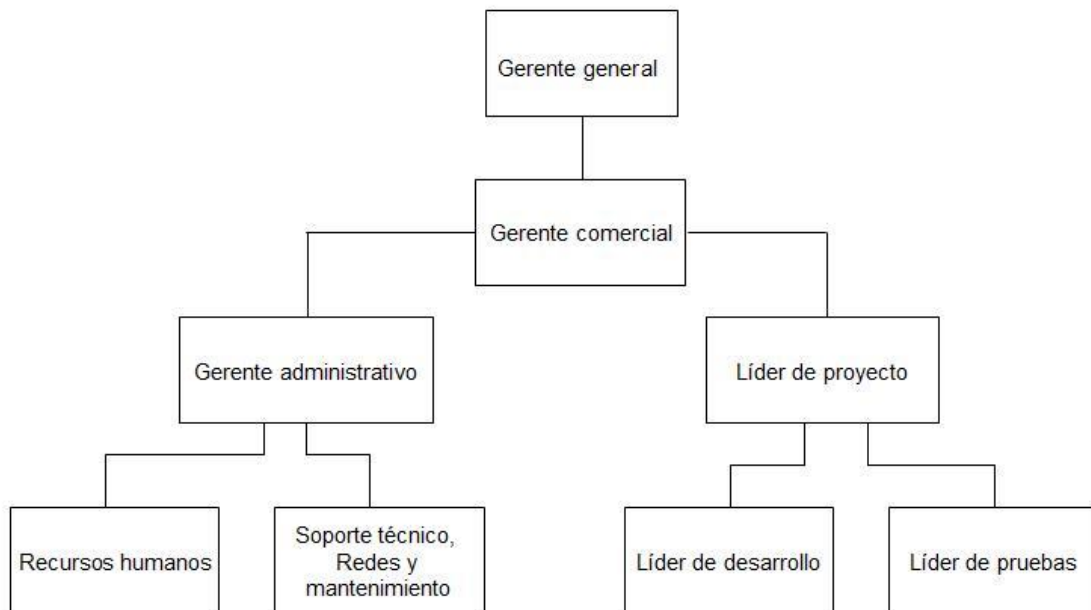 Gerente general
Gerente comercial
Gerente administrativo
Líder de proyecto
Recursos humanos
Soporte técnico,
Redes y
mantenimiento
Líder de desarrollo
Líder de pruebas